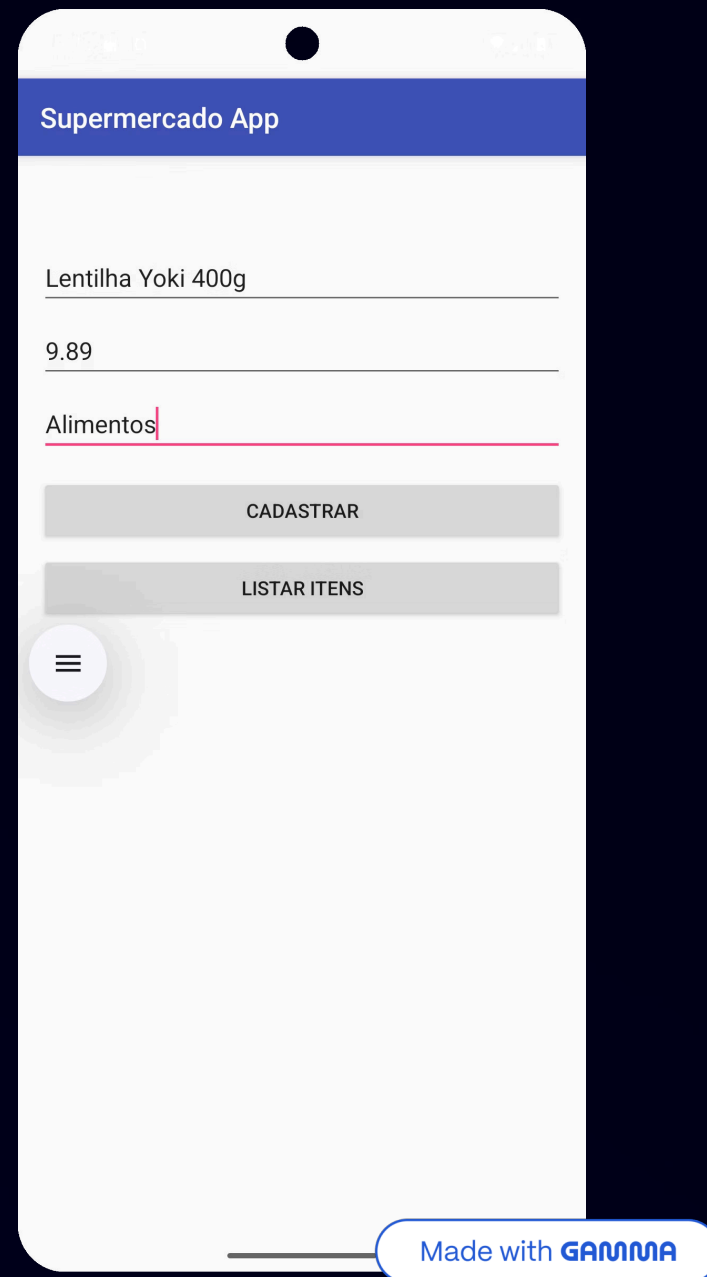 Supermercado App
Lentilha Yoki 400g
9.89
Alimentos
CADASTRAR
LISTAR ITENS
Made with GAMMA